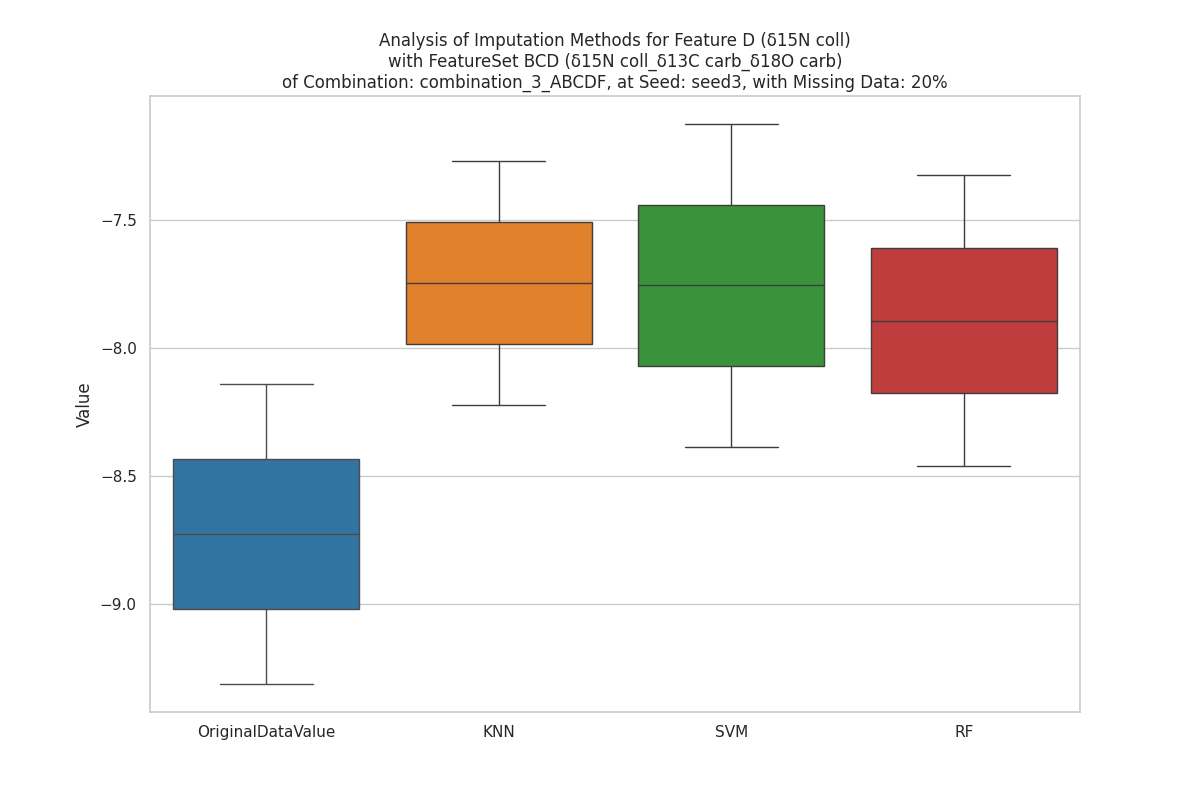 Analysis of Imputation Methods for Feature D (δ15N coll)
with FeatureSet BCD (δ15N coll_δ13C carb_δ18O carb)
of Combination: combination_3_ABCDF, at Seed: seed3, with Missing Data: 20%
Value
−7.5
−8.0
−8.5
−9.0
OriginalDataValue
KNN
SVM
RF